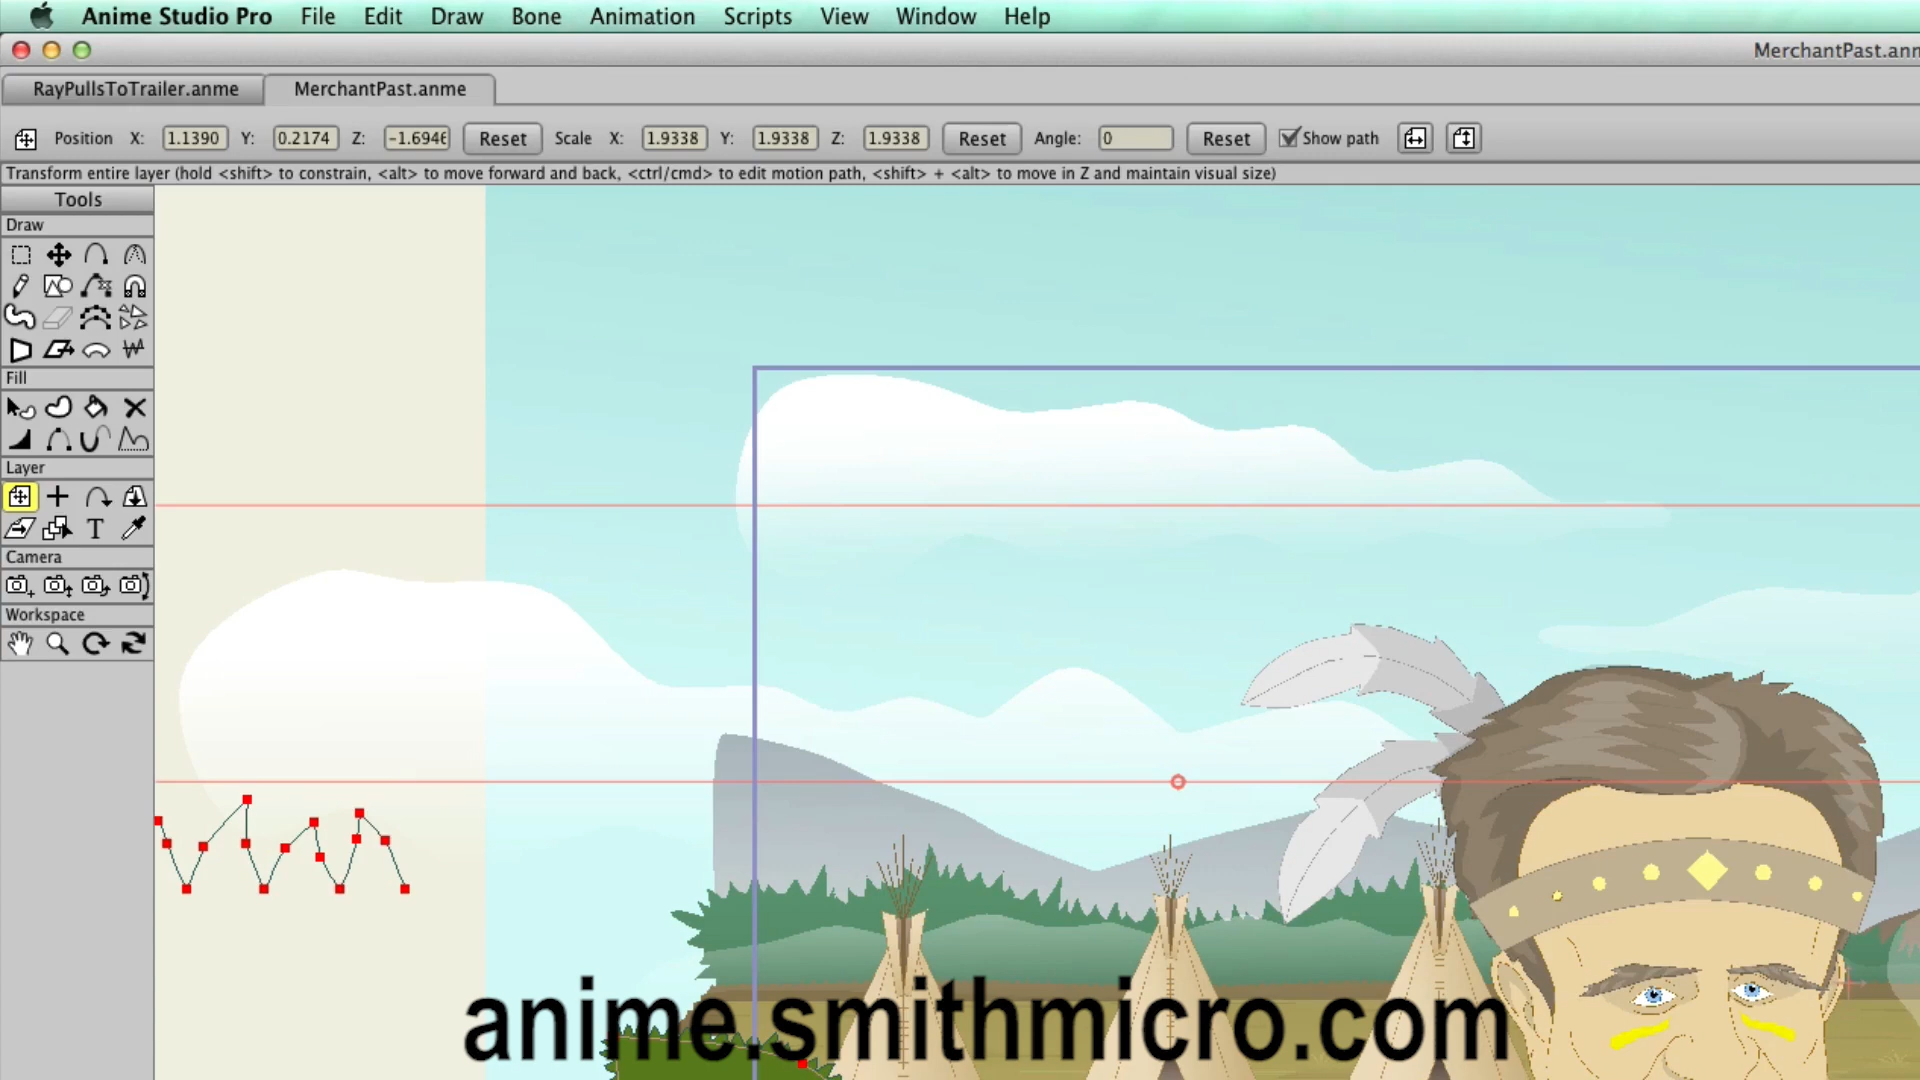 Anime Studio Pro File Edit Draw Bone Animation Scripts View Window Help
MerchantPast.anm
RayPullsToTrailer.anme MerchantPast.anme
Position X: 1.1390 Y: 0.2174 Z: -1.6946 Reset Scale X: 1.9338 Y: 1.9338 Z: 1.9338 Reset Angle: 0 Reset Show path
Transform entire layer (hold <shift> to constrain, <alt> to move forward and back, <ctrl/cmd> to edit motion path, <shift> + <alt> to move in Z and maintain visual size)
Tools
Draw
Fill
Layer
T
Camera
Workspace
anime.smithmicro.com